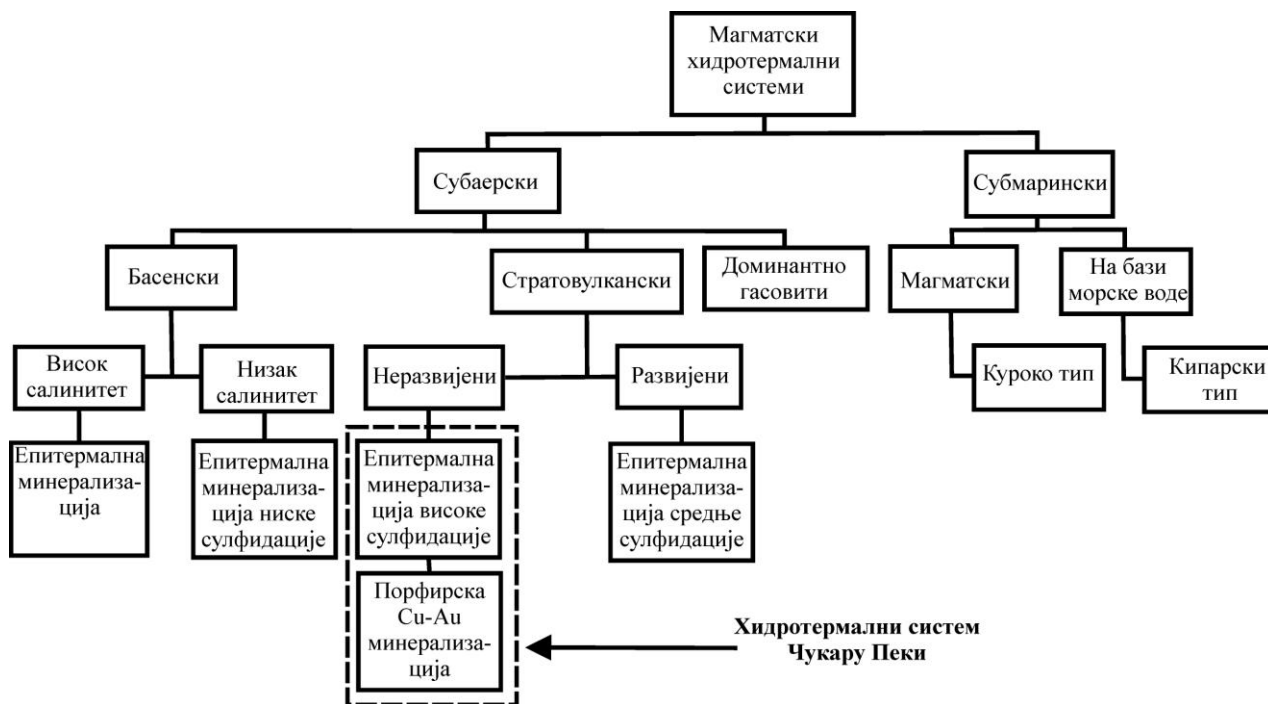 Магматски
хидротермални
системи
Субаерски
Субмарински
Басенски
Стратовулкански
Доминантно
гасовити
Магматски
На бази
морске воде
Висок
салинитет
Низак
салинитет
Неразвијени
Развијени
Куроко тип
Кипарски
тип
Епитермална
минерализа-
ција
Епитермална
минерализа-
ција ниске
сулфидације
Епитермална
минерализа-
ција високе
сулфидације
Епитермална
минерализа-
ција средње
сулфидације
Порфирска
Cu-Au
минерализа-
ција
Хидротермални систем
Чукару Пеки